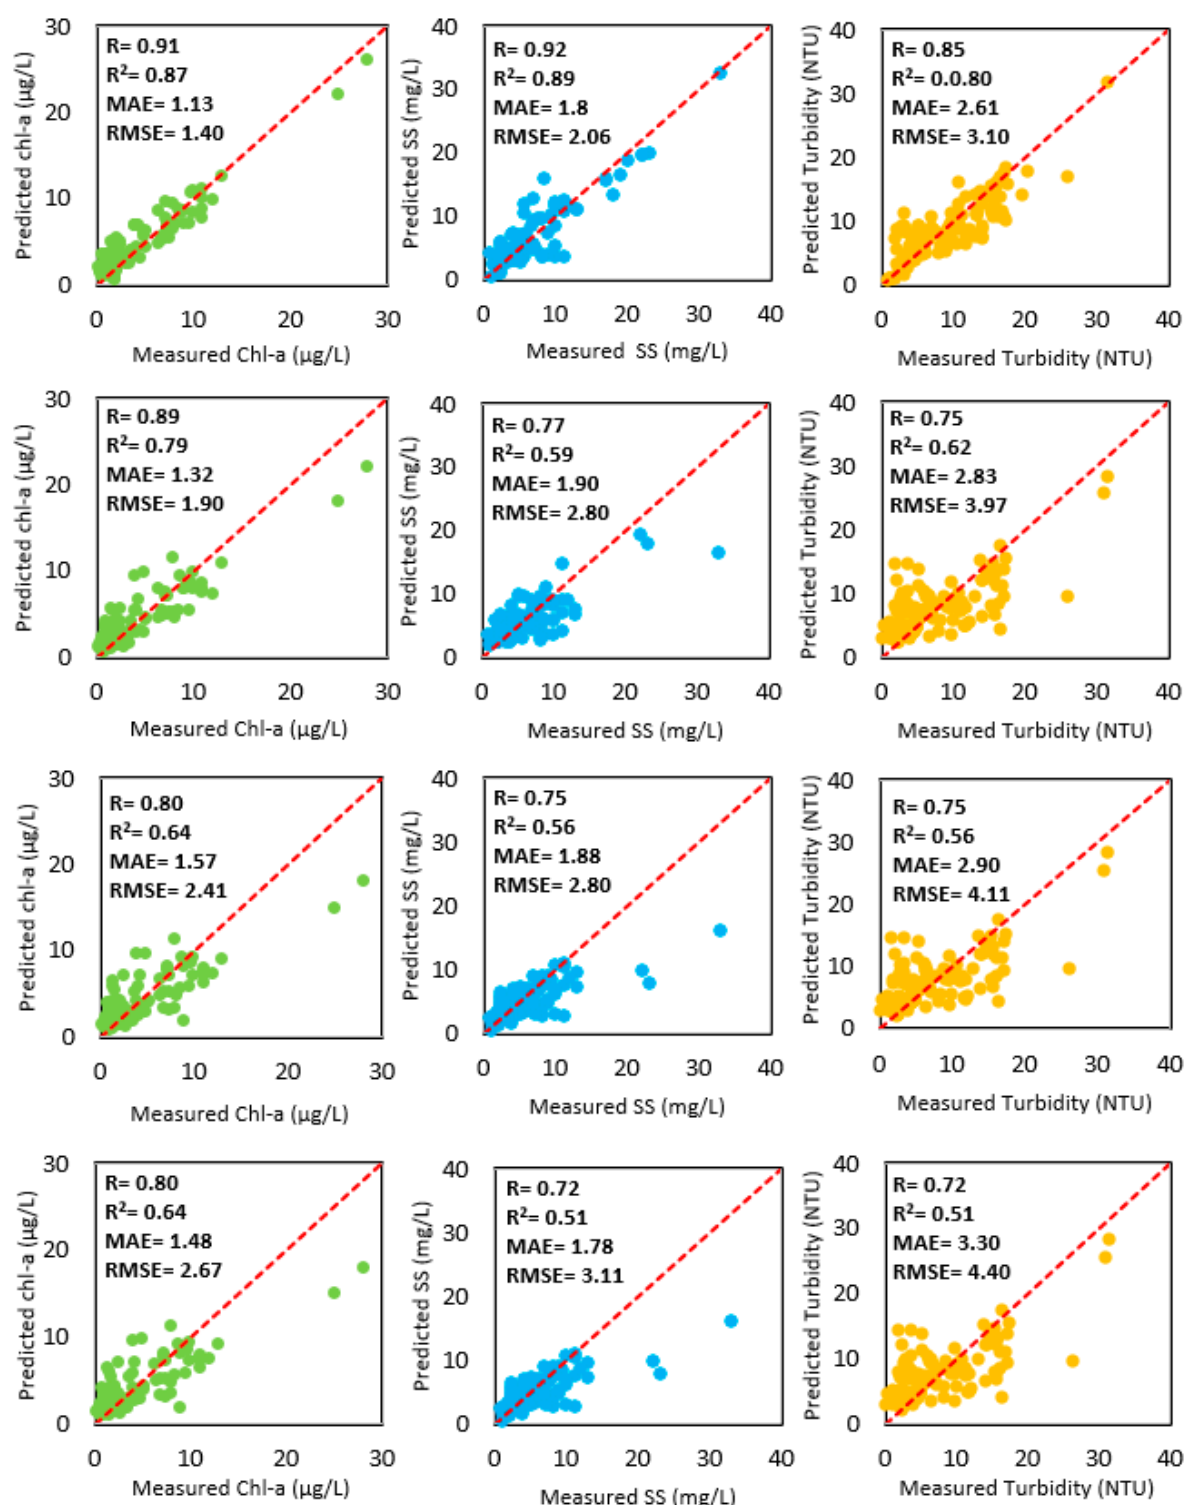 R= 0.91
R²= 0.87
MAE= 1.13
RMSE= 1.40
Predicted chl-a (µg/L)
30
20
10
0
0 10 20 30
Measured Chl-a (µg/L)
R= 0.92
R²= 0.89
MAE= 1.8
RMSE= 2.06
Predicted SS (mg/L)
40
30
20
10
0
0 10 20 30 40
Measured SS (mg/L)
R= 0.85
R²= 0.0.80
MAE= 2.61
RMSE= 3.10
Predicted Turbidity (NTU)
40
30
20
10
0
0 10 20 30 40
Measured Turbidity (NTU)
R= 0.89
R²= 0.79
MAE= 1.32
RMSE= 1.90
Predicted chl-a (µg/L)
30
20
10
0
0 10 20 30
Measured Chl-a (µg/L)
R= 0.77
R²= 0.59
MAE= 1.90
RMSE= 2.80
Predicted SS (mg/L)
40
30
20
10
0
0 10 20 30 40
Measured SS (mg/L)
R= 0.75
R²= 0.62
MAE= 2.83
RMSE= 3.97
Predicted Turbidity (NTU)
40
30
20
10
0
0 10 20 30 40
Measured Turbidity (NTU)
R= 0.80
R²= 0.64
MAE= 1.57
RMSE= 2.41
Predicted chl-a (µg/L)
30
20
10
0
0 10 20 30
Measured Chl-a (µg/L)
R= 0.75
R²= 0.56
MAE= 1.88
RMSE= 2.80
Predicted SS (mg/L)
40
30
20
10
0
0 10 20 30 40
Measured SS (mg/L)
R= 0.75
R²= 0.56
MAE= 2.90
RMSE= 4.11
Predicted Turbidity (NTU)
40
30
20
10
0
0 10 20 30 40
Measured Turbidity (NTU)
R= 0.80
R²= 0.64
MAE= 1.48
RMSE= 2.67
Predicted chl-a (µg/L)
30
20
10
0
0 10 20 30
Measured Chl-a (µg/L)
R= 0.72
R²= 0.51
MAE= 1.78
RMSE= 3.11
Predicted SS (mg/L)
40
30
20
10
0
0 10 20 30 40
Measured SS (mg/L)
R= 0.72
R²= 0.51
MAE= 3.30
RMSE= 4.40
Predicted Turbidity (NTU)
40
30
20
10
0
0 10 20 30 40
Measured Turbidity (NTU)